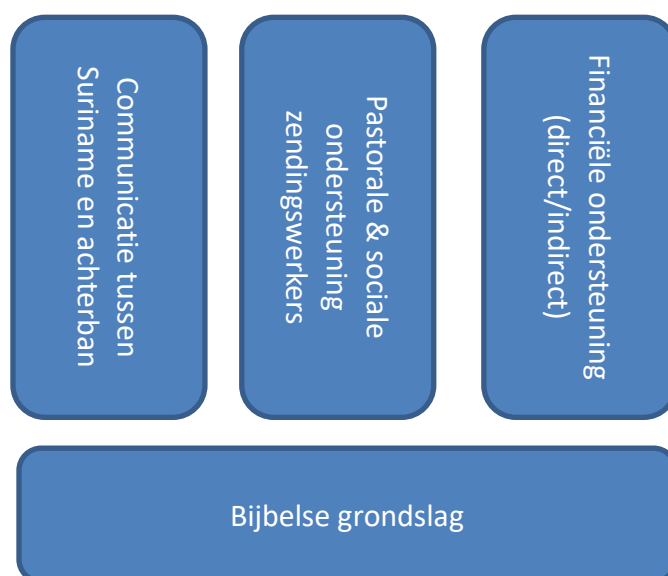 Communicatie tussen
Suriname en achterban
Pastorale & sociale
ondersteuning
zendingswerkers
Financiële ondersteuning
(direct/indirect)
Bijbelse grondslag